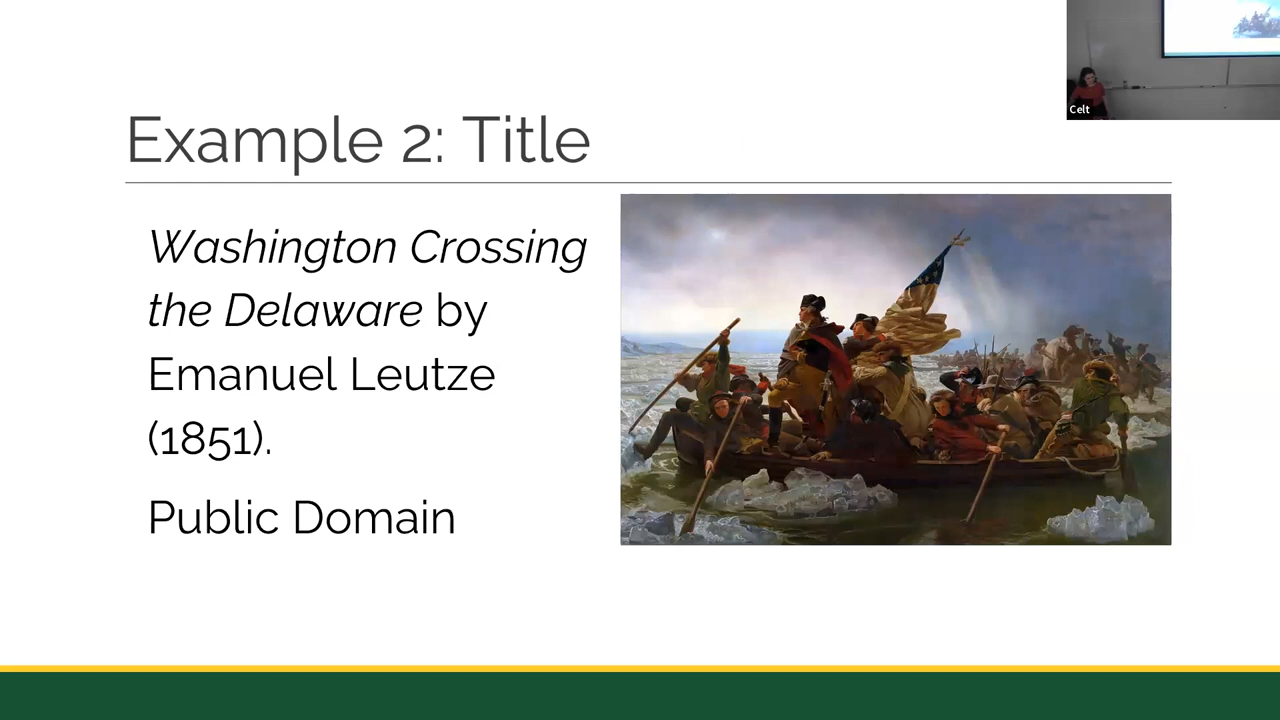 Example 2: Title
Washington Crossing
the Delaware by
Emanuel Leutze
(1851).
Public Domain
Celt